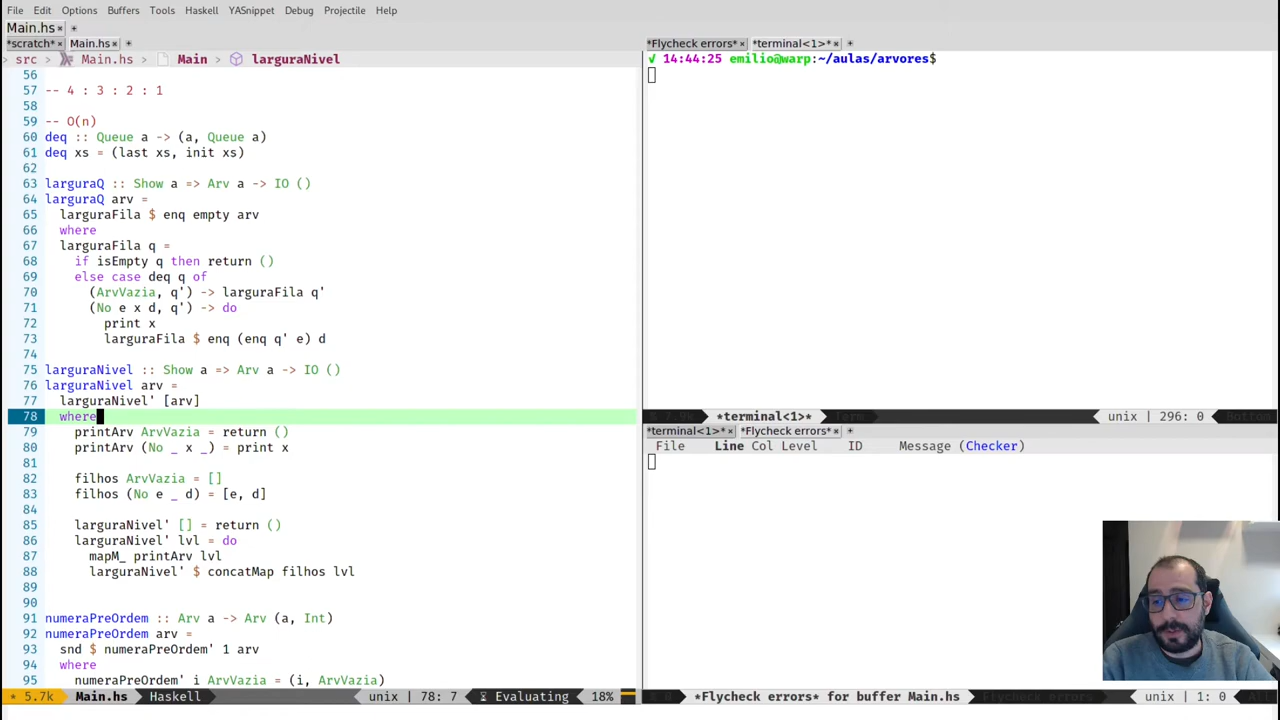 File Edit Options Buffers Tools Haskell YASnippet Debug Projectile Help
Main.hs
*scratch* Main.hs
src Main.hs Main larguraNivel
56
57 -- 4 : 3 : 2 : 1
58
59 -- O(n)
60 deq :: Queue a -> (a, Queue a)
61 deq xs = (last xs, init xs)
62
63 larguraQ :: Show a => Arv a -> IO ()
64 larguraQ arv =
65 larguraFila $ enq empty arv
66 where
67 larguraFila q =
68 if isEmpty q then return ()
69 else case deq q of
70 (ArvVazia, q') -> larguraFila q'
71 (No e x d, q') -> do
72 print x
73 larguraFila $ enq (enq q' e) d
74
75 larguraNivel :: Show a => Arv a -> IO ()
76 larguraNivel arv =
77 larguraNivel' [arv]
78 where
79 printArv ArvVazia = return ()
80 printArv (No _ x _) = print x
81
82 filhos ArvVazia = []
83 filhos (No e _ d) = [e, d]
84
85 larguraNivel' [] = return ()
86 larguraNivel' lvl = do
87 mapM_ printArv lvl
88 larguraNivel' $ concatMap filhos lvl
89
90
91 numeraPreOrdem :: Arv a -> Arv (a, Int)
92 numeraPreOrdem arv =
93 snd $ numeraPreOrdem' 1 arv
94 where
95 numeraPreOrdem' i ArvVazia = (i, ArvVazia)
* 5.7k Main.hs Haskell unix | 78: 7 Evaluating 18%
*Flycheck errors* *terminal<1>*
√ 14:44:25 emilio@warp:~/aulas/arvores$
*terminal<1>* unix | 296: 0 Bottom
*terminal<1>* *Flycheck errors*
File Line Col Level ID Message (Checker)
*Flycheck errors* for buffer Main.hs Flycheck errors unix | 1: 0 All